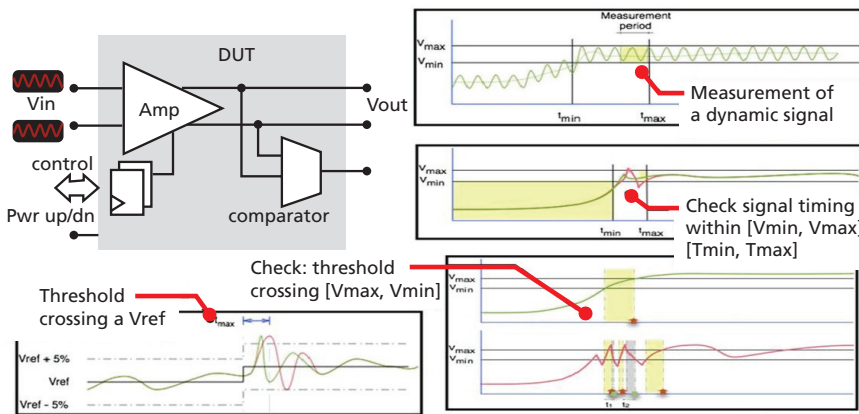 DUT
Vin
Amp
Vout
control
Pwr up/dn
comparator
Measurement
period
Vmax
Vmin
tmin
tmax
Measurement of
a dynamic signal
Vmax
Vmin
tmin
tmax
Check signal timing
within [Vmin, Vmax]
[Tmin, Tmax]
Check: threshold
crossing [Vmax, Vmin]
Threshold
crossing a Vref
tmax
Vref + 5%
Vref
Vref - 5%
Vmax
Vmin
Vmax
Vmin
t1
t2